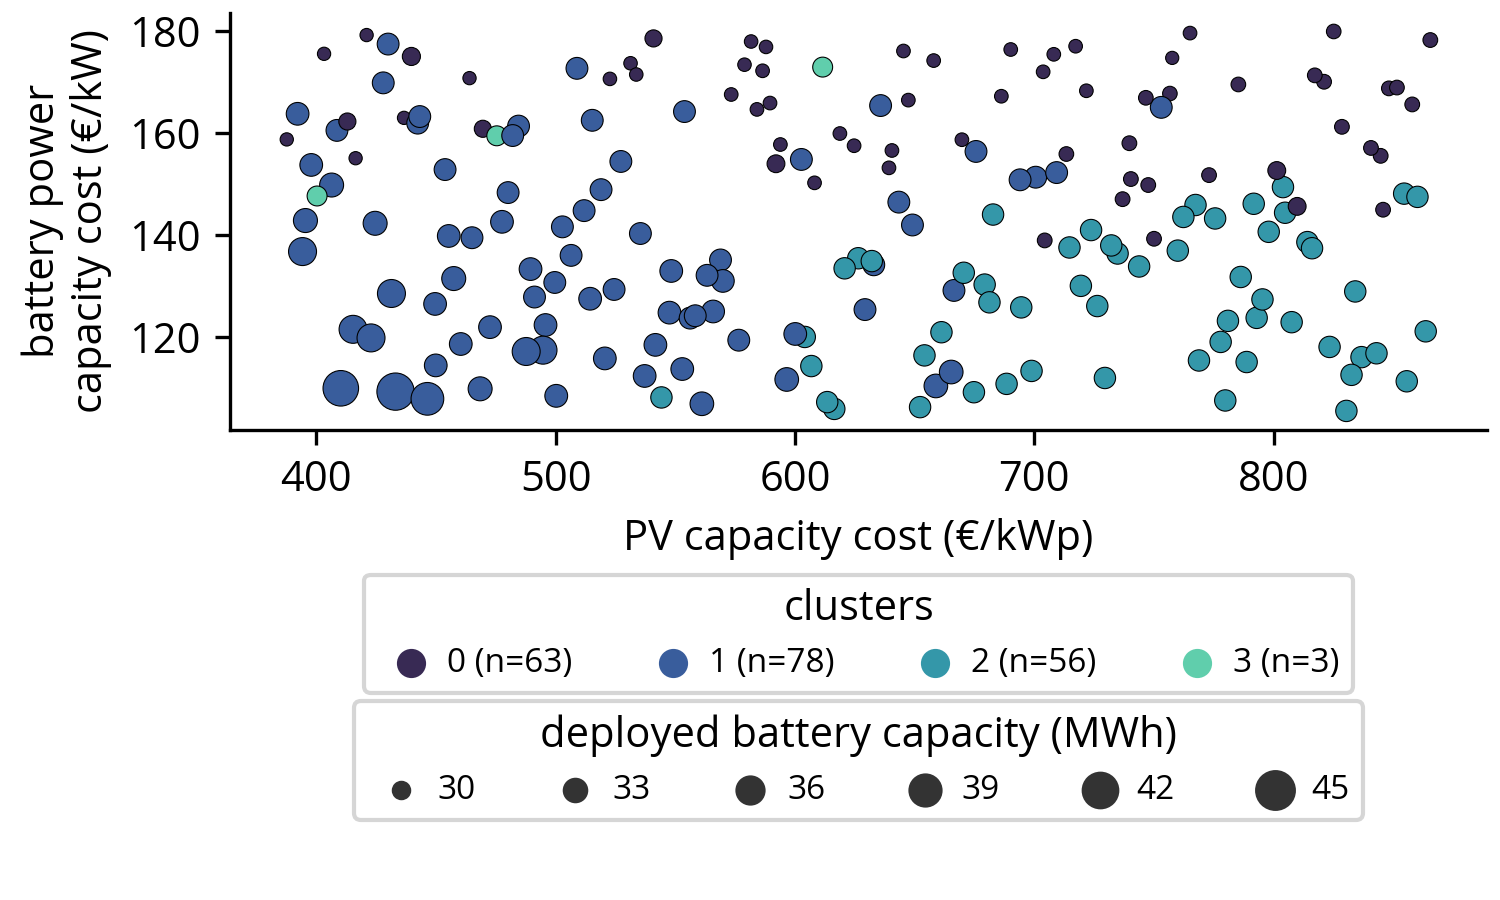 battery power
capacity cost (€/kW)
180
160
140
120
400 500 600 700 800
PV capacity cost (€/kWp)
clusters
0 (n=63) 1 (n=78) 2 (n=56) 3 (n=3)
deployed battery capacity (MWh)
30 33 36 39 42 45